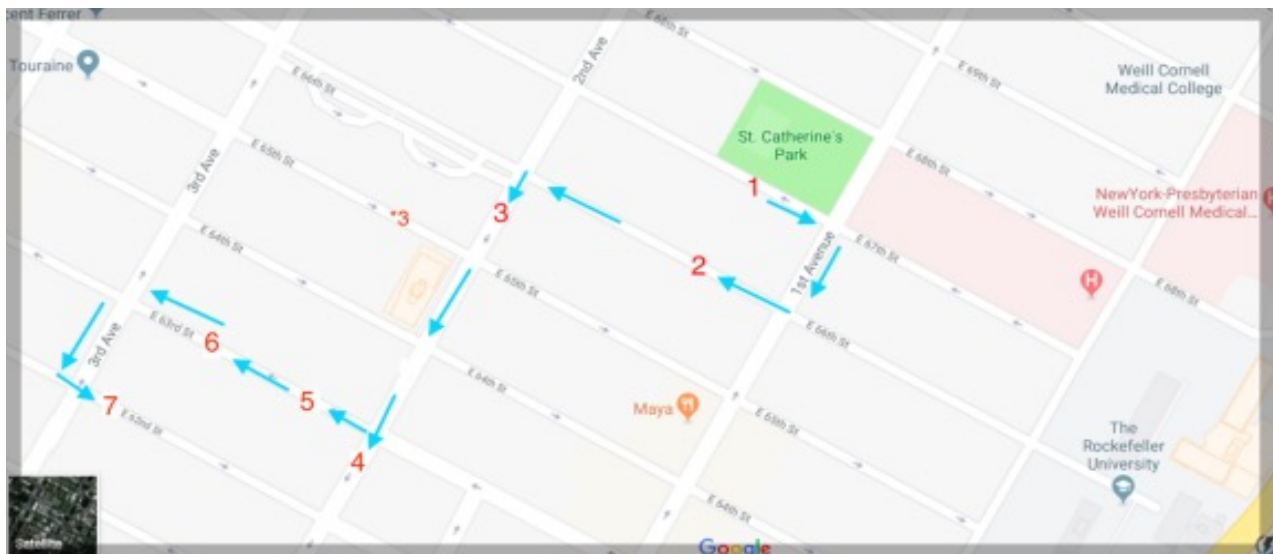 cent Ferrer
Touraine
E 66th St
E 65th St
E 64th St
E 63rd St
E 62nd St
3rd Ave
3rd Ave
2nd Ave
E 68th St
E 69th St
Weill Cornell
Medical College
St. Catherine's
Park
E 68th St
NewYork-Presbyterian
Weill Cornell Medical...
H
E 67th St
E 68th St
1st Avenue
E 66th St
E 65th St
E 64th St
E 65th St
E 64th St
Maya
The
Rockefeller
University
1
2
3
*3
4
5
6
7
Satellite
Google